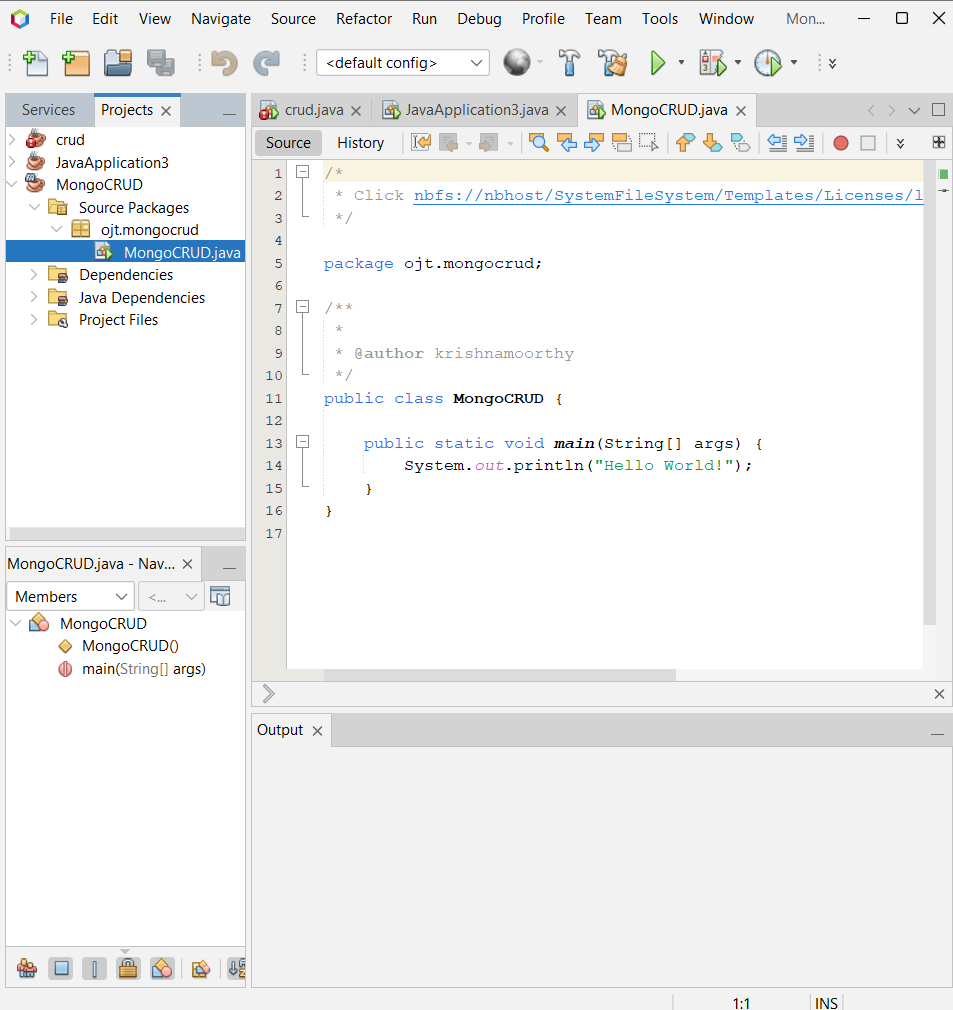 File Edit View Navigate Source Refactor Run Debug Profile Team Tools Window Mon...
<default config>
Services Projects
crud
JavaApplication3
MongoCRUD
Source Packages
ojt.mongocrud
MongoCRUD.java
Dependencies
Java Dependencies
Project Files
MongoCRUD.java - Nav...
Members <...
MongoCRUD
MongoCRUD()
main(String[] args)
crud.java JavaApplication3.java MongoCRUD.java
Source History
1 /*
2 * Click nbfs://nbhost/SystemFileSystem/Templates/Licenses/l
3 */
4
5 package ojt.mongocrud;
6
7 /**
8 *
9 * @author krishnamoorthy
10 */
11 public class MongoCRUD {
12
13 public static void main(String[] args) {
14 System.out.println("Hello World!");
15 }
16 }
17
Output
1:1 INS